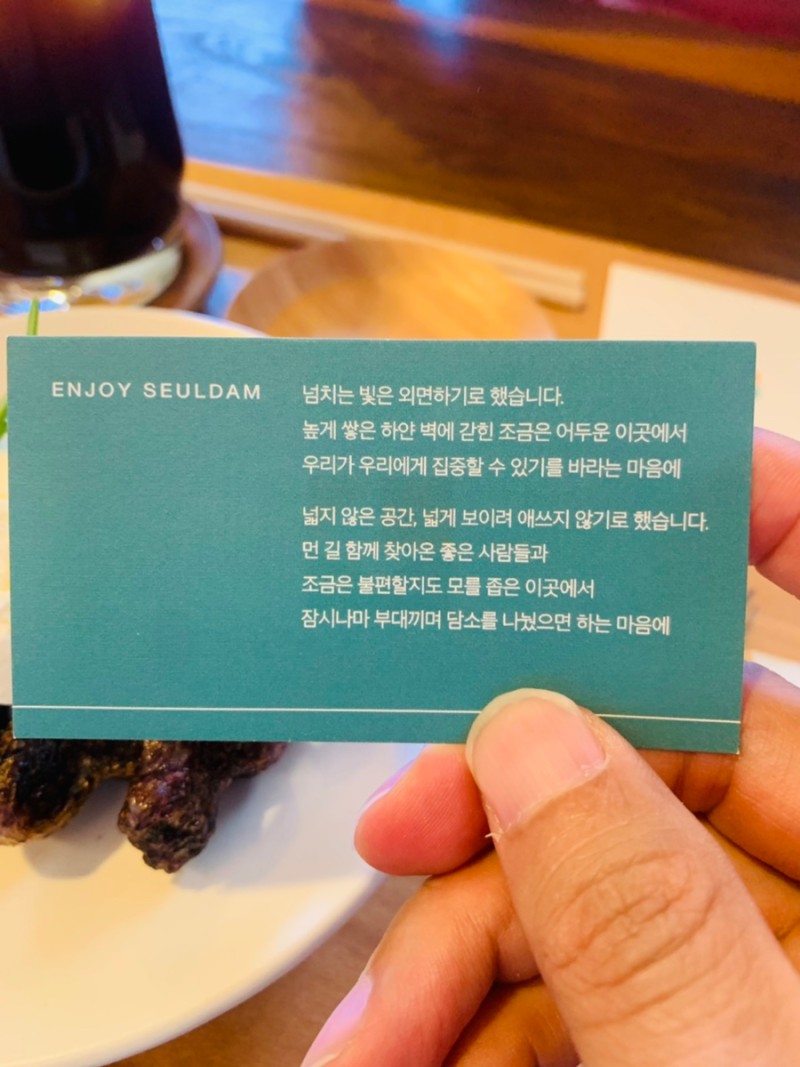 ENJOY SEULDAM
넘치는 빛은 외면하기로 했습니다.
높게 쌓은 하얀 벽에 갇힌 조금은 어두운 이곳에서
우리가 우리에게 집중할 수 있기를 바라는 마음에
넓지 않은 공간, 넓게 보이려 애쓰지 않기로 했습니다.
먼 길 함께 찾아온 좋은 사람들과
조금은 불편할지도 모를 좁은 이곳에서
잠시나마 부대끼며 담소를 나눴으면 하는 마음에